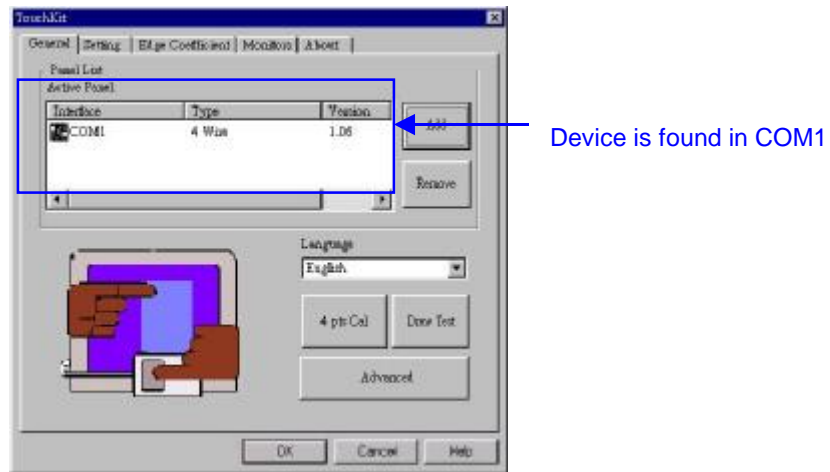 TouchKit
General Setting Edge Coefficient Monitors About
Panel List
Active Panel
Interface Type Version
COM1 4 Wire 1.06
Add
Device is found in COM1
Remove
Language
English
4 pts Cal Draw Test
Advanced
OK Cancel Help